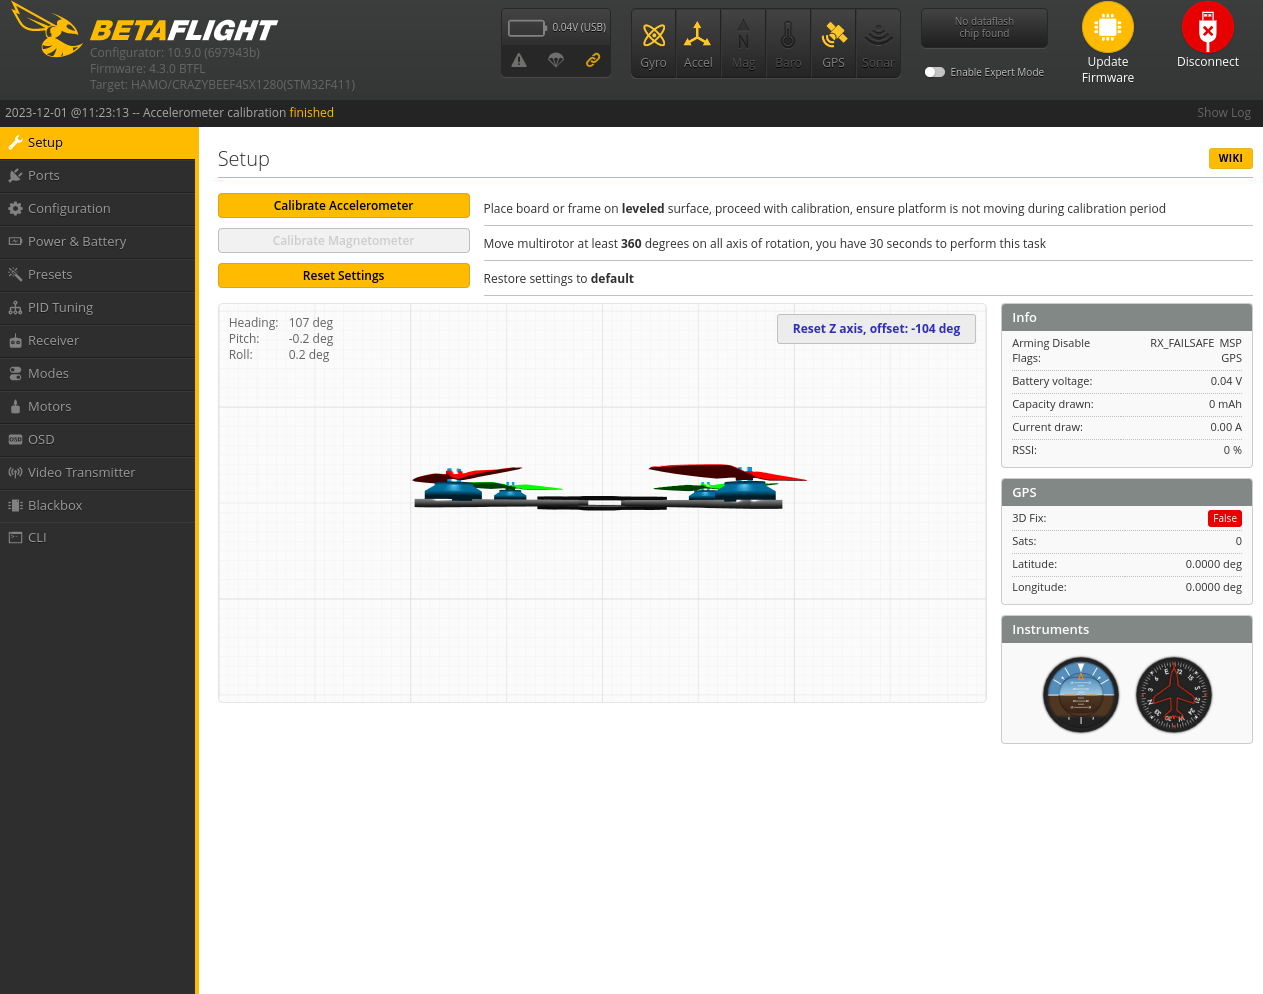 BETAFLIGHT
Configurator: 10.9.0 (697943b)
Firmware: 4.3.0 BTFL
Target: HAMO/CRAZYBEEF4SX1280(STM32F411)
0.04V (USB)
Gyro
Accel
Mag
Baro
GPS
Sonar
No dataflash
chip found
Enable Expert Mode
Update
Firmware
Disconnect
2023-12-01 @11:23:13 -- Accelerometer calibration finished
Show Log
Setup
Ports
Configuration
Power & Battery
Presets
PID Tuning
Receiver
Modes
Motors
OSD
Video Transmitter
Blackbox
CLI
Setup
WIKI
Calibrate Accelerometer
Place board or frame on leveled surface, proceed with calibration, ensure platform is not moving during calibration period
Calibrate Magnetometer
Move multirotor at least 360 degrees on all axis of rotation, you have 30 seconds to perform this task
Reset Settings
Restore settings to default
Heading: 107 deg
Pitch: -0.2 deg
Roll: 0.2 deg
Reset Z axis, offset: -104 deg
Info
Arming Disable Flags: RX_FAILSAFE MSP GPS
Battery voltage: 0.04 V
Capacity drawn: 0 mAh
Current draw: 0.00 A
RSSI: 0 %
GPS
3D Fix: False
Sats: 0
Latitude: 0.0000 deg
Longitude: 0.0000 deg
Instruments